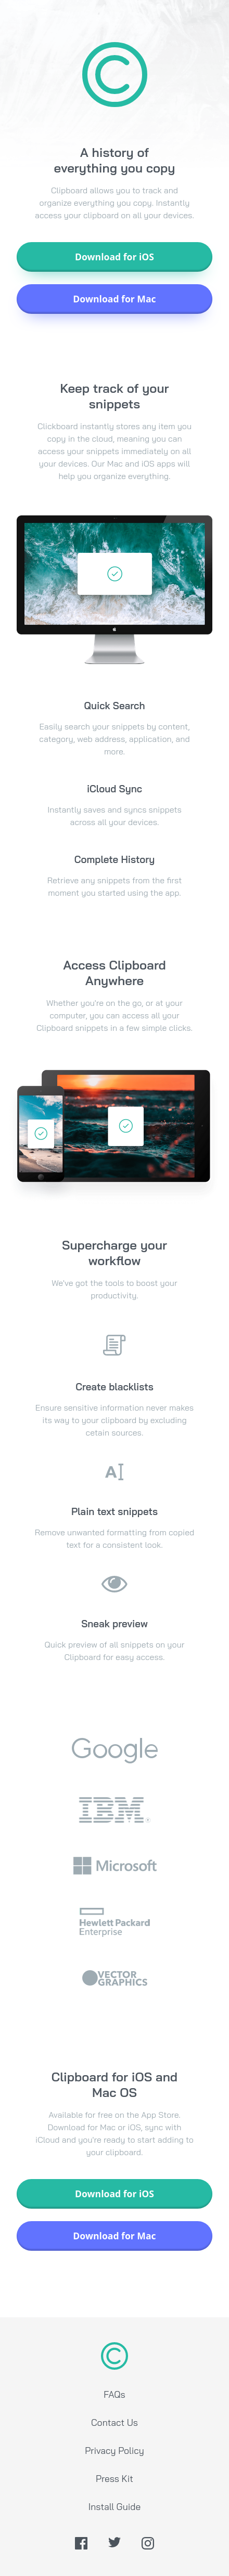 A history of
everything you copy
Clipboard allows you to track and
organize everything you copy. Instantly
access your clipboard on all your devices.
Download for iOS
Download for Mac
Keep track of your
snippets
Clickboard instantly stores any item you
copy in the cloud, meaning you can
access your snippets immediately on all
your devices. Our Mac and iOS apps will
help you organize everything.
Quick Search
Easily search your snippets by content,
category, web address, application, and
more.
iCloud Sync
Instantly saves and syncs snippets
across all your devices.
Complete History
Retrieve any snippets from the first
moment you started using the app.
Access Clipboard
Anywhere
Whether you're on the go, or at your
computer, you can access all your
Clipboard snippets in a few simple clicks.
Supercharge your
workflow
We've got the tools to boost your
productivity.
Create blacklists
Ensure sensitive information never makes
its way to your clipboard by excluding
cetain sources.
A
Plain text snippets
Remove unwanted formatting from copied
text for a consistent look.
Sneak preview
Quick preview of all snippets on your
Clipboard for easy access.
Google
IBM
Microsoft
Hewlett Packard
Enterprise
VECTOR
GRAPHICS
Clipboard for iOS and
Mac OS
Available for free on the App Store.
Download for Mac or iOS, sync with
iCloud and you're ready to start adding to
your clipboard.
Download for iOS
Download for Mac
FAQs
Contact Us
Privacy Policy
Press Kit
Install Guide